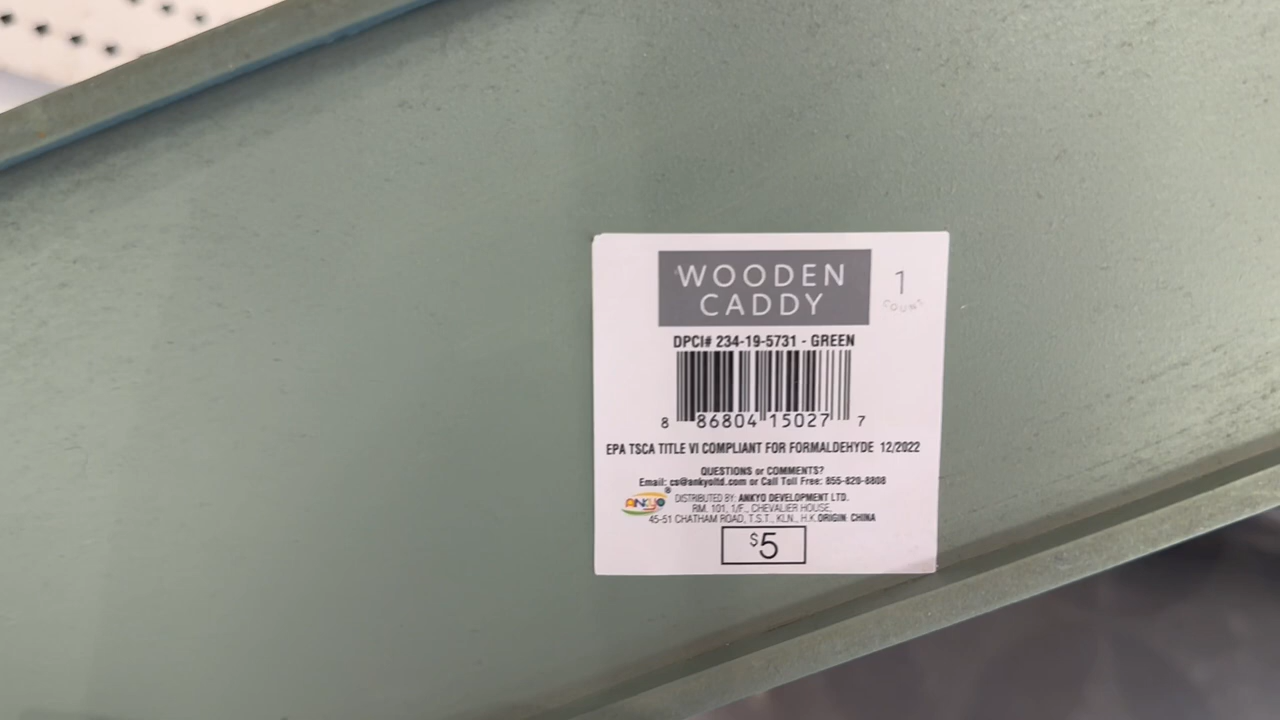 WOODEN
CADDY
1
COUNT
DPCI# 234-19-5731 - GREEN
8 86804 15027 7
EPA TSCA TITLE VI COMPLIANT FOR FORMALDEHYDE 12/2022
QUESTIONS or COMMENTS?
Email: cs@ankyoltd.com or Call Toll Free: 855-820-8808
ANKYO®
DISTRIBUTED BY: ANKYO DEVELOPMENT LTD.
RM. 101, 1/F., CHEVALIER HOUSE,
45-51 CHATHAM ROAD, T.S.T., KLN., H.K. ORIGIN: CHINA
$5